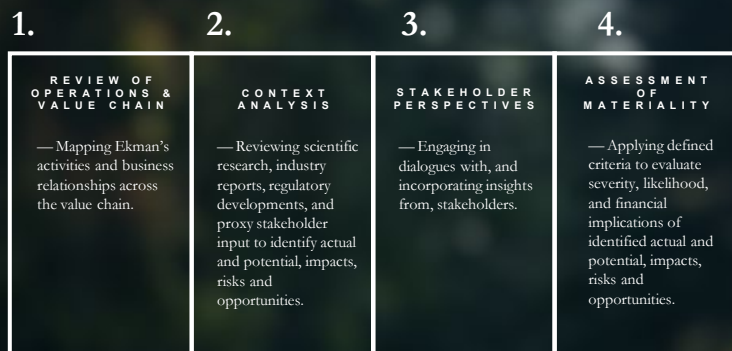 1.
REVIEW OF
OPERATIONS &
VALUE CHAIN
— Mapping Ekman's
activities and business
relationships across
the value chain.
2.
CONTEXT
ANALYSIS
— Reviewing scientific
research, industry
reports, regulatory
developments, and
proxy stakeholder
input to identify actual
and potential, impacts,
risks and
opportunities.
3.
STAKEHOLDER
PERSPECTIVES
— Engaging in
dialogues with, and
incorporating insights
from, stakeholders.
4.
ASSESSMENT
OF
MATERIALITY
— Applying defined
criteria to evaluate
severity, likelihood,
and financial
implications of
identified actual and
potential, impacts,
risks and
opportunities.